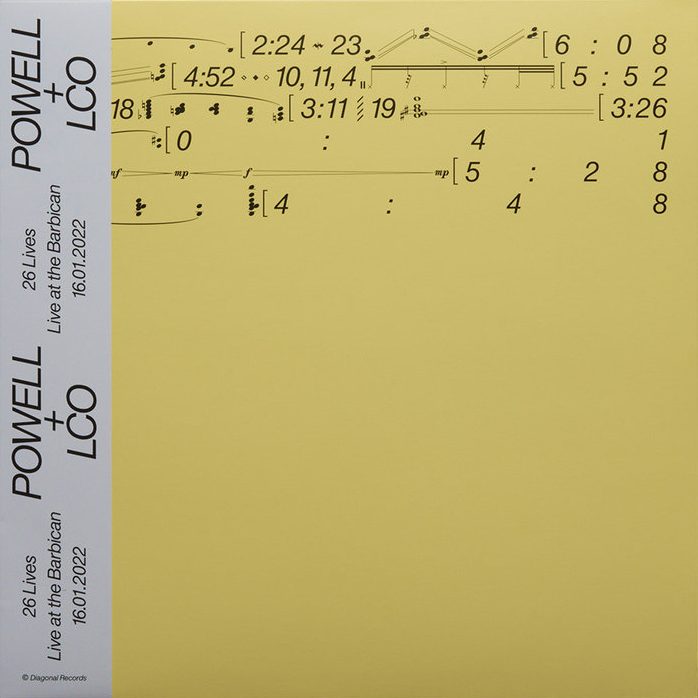 POWELL
+
LCO
26 Lives
Live at the Barbican
16.01.2022
POWELL
+
LCO
26 Lives
Live at the Barbican
16.01.2022
© Diagonal Records
[2:24 23 [6 : 0 8
[4:52 10, 11, 4 [5 : 5 2
18 [3:11 19 [3:26
[0 : 4 1
mf mp f mp [5 : 2 8
[4 : 4 8